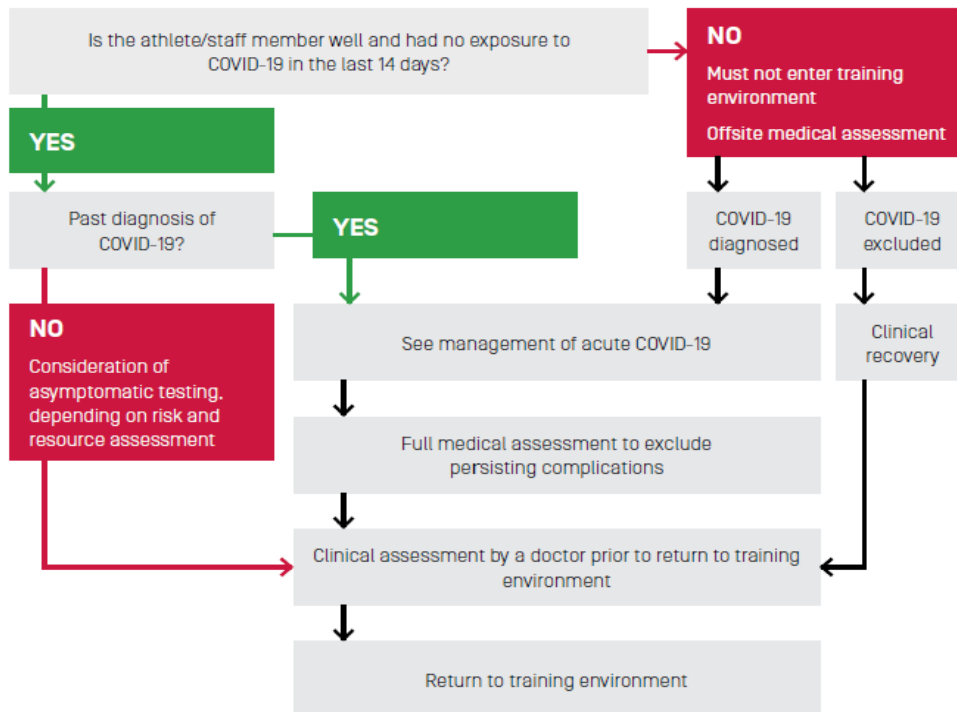 Is the athlete/staff member well and had no exposure to
COVID-19 in the last 14 days?
NO
Must not enter training
environment
Offsite medical assessment
YES
Past diagnosis of
COVID-19?
YES
COVID-19
diagnosed
COVID-19
excluded
NO
Consideration of
asymptomatic testing,
depending on risk and
resource assessment
See management of acute COVID-19
Clinical
recovery
Full medical assessment to exclude
persisting complications
Clinical assessment by a doctor prior to return to training
environment
Return to training environment